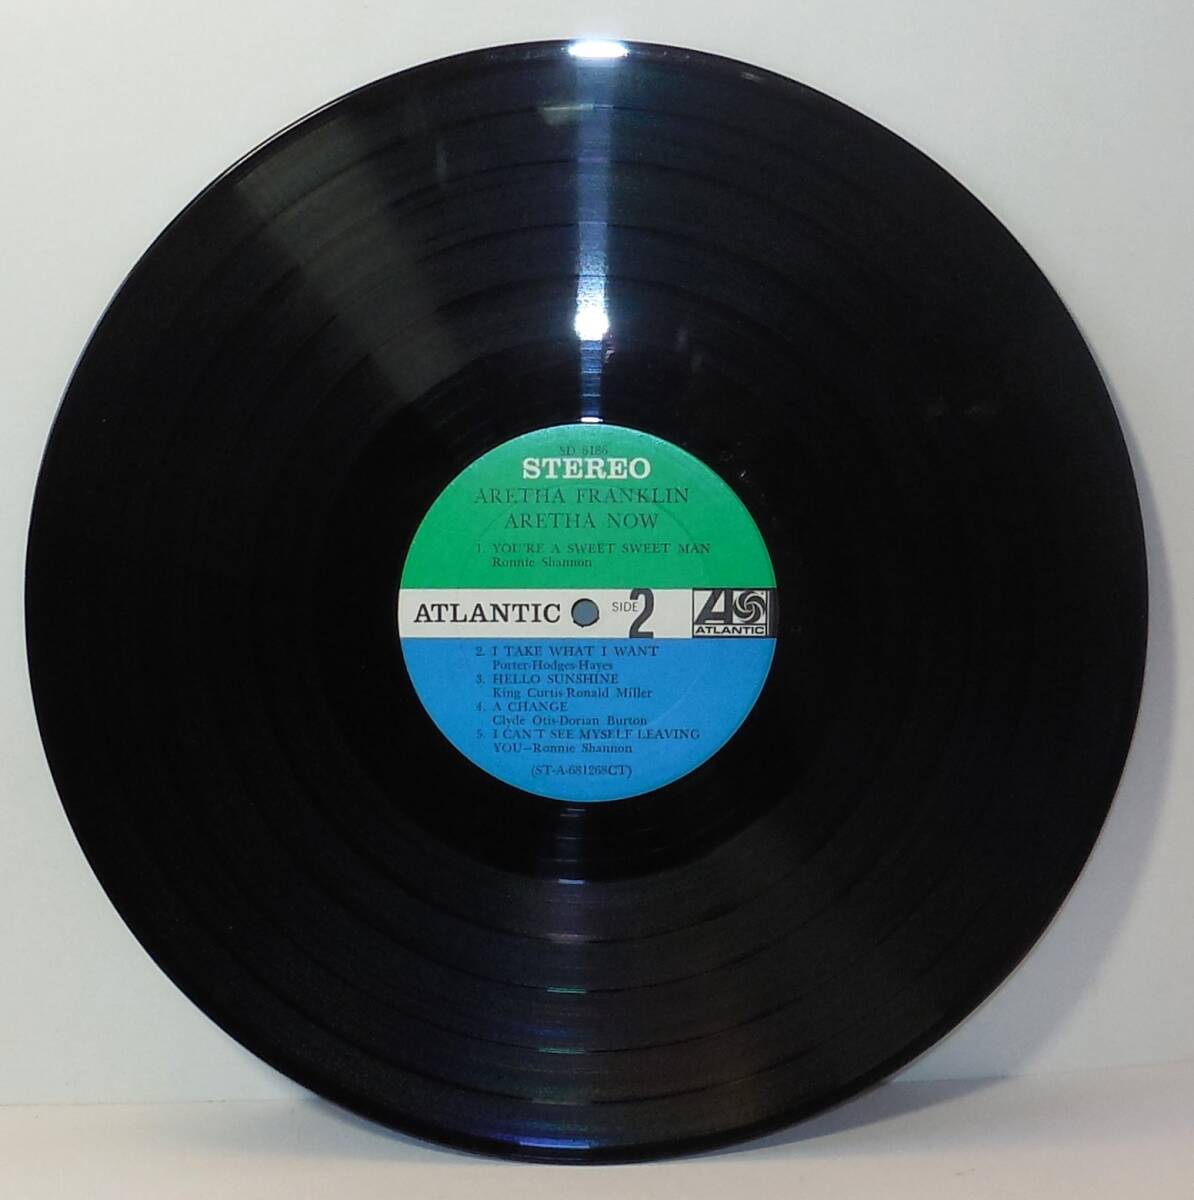 SD 8186
STEREO
ARETHA FRANKLIN
ARETHA NOW
1. YOU'RE A SWEET SWEET MAN
Ronnie Shannon
ATLANTIC SIDE 2 ATLANTIC
2. I TAKE WHAT I WANT
Porter-Hodges-Hayes
3. HELLO SUNSHINE
King Curtis-Ronald Miller
4. A CHANGE
Clyde Otis-Dorian Burton
5. I CAN'T SEE MYSELF LEAVING
YOU—Ronnie Shannon
(ST-A-681268CT)